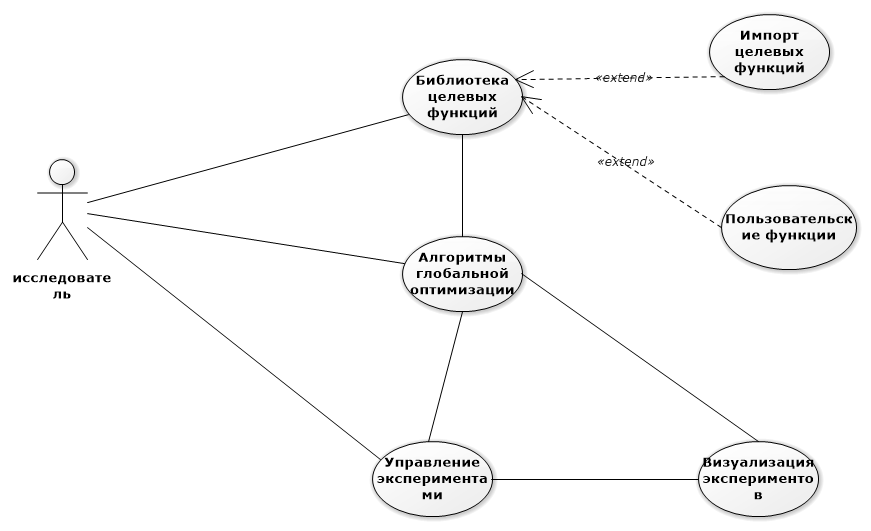 Импорт
целевых
функций
Библиотека
целевых
функций
«extend»
«extend»
Пользовательск
ие функции
исследовате
ль
Алгоритмы
глобальной
оптимизации
Управление
эксперимента
ми
Визуализация
эксперименто
в